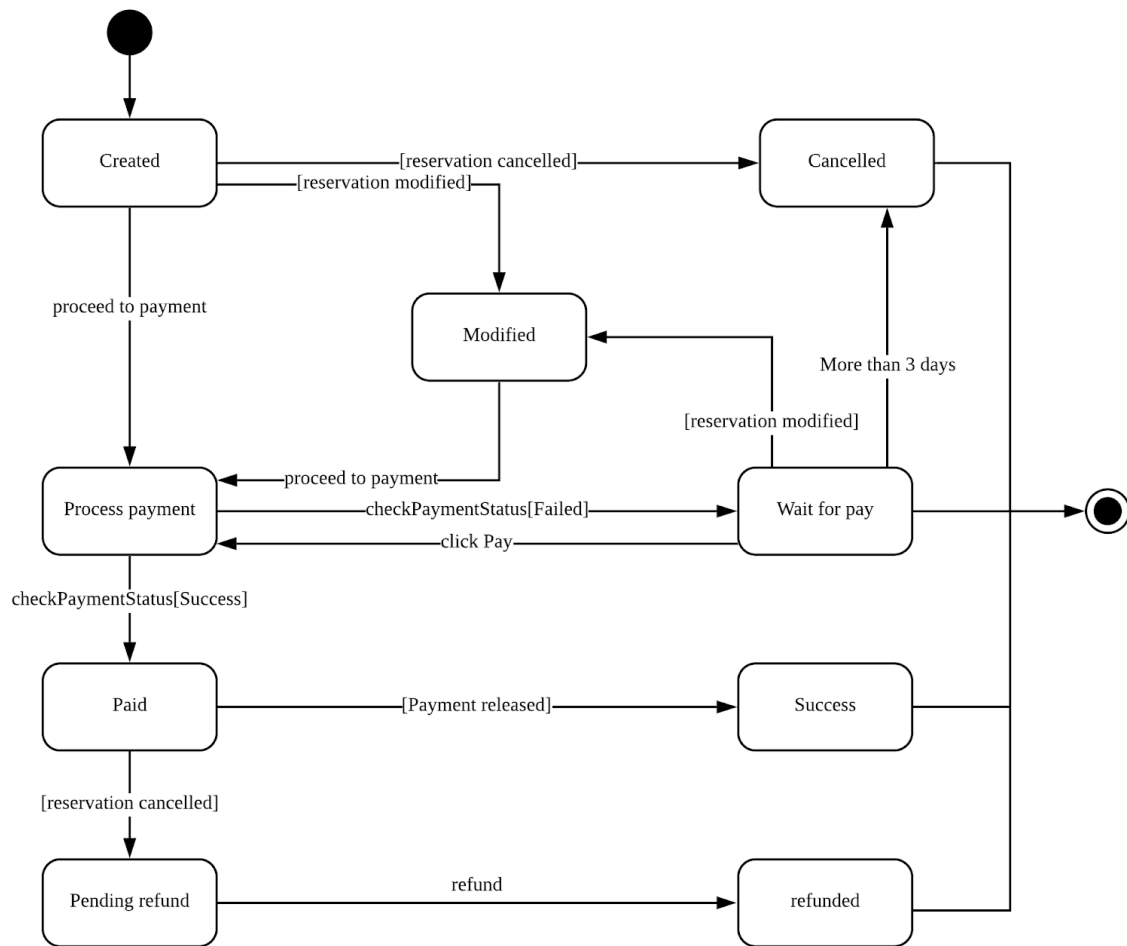 Created
[reservation cancelled]
Cancelled
[reservation modified]
proceed to payment
Modified
More than 3 days
[reservation modified]
proceed to payment
Process payment
checkPaymentStatus[Failed]
Wait for pay
click Pay
checkPaymentStatus[Success]
Paid
[Payment released]
Success
[reservation cancelled]
Pending refund
refund
refunded